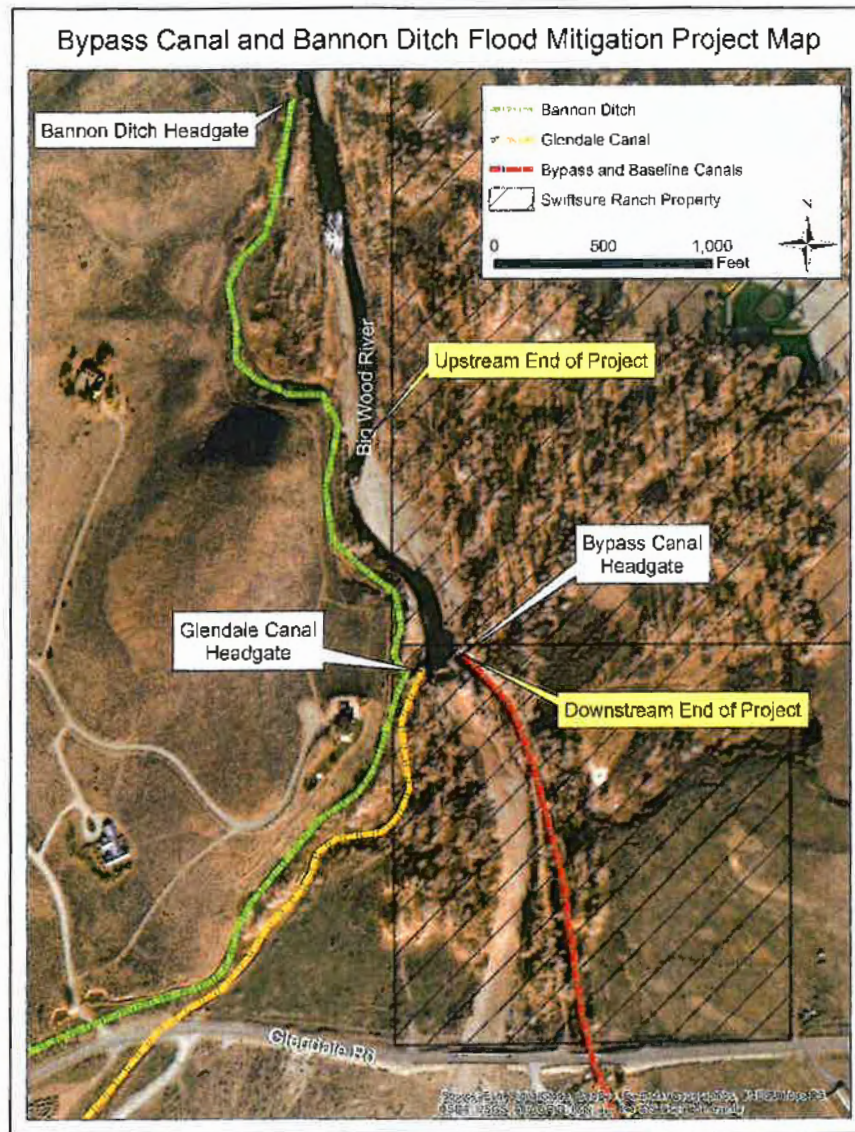 Bypass Canal and Bannon Ditch Flood Mitigation Project Map
Bannon Ditch Headgate
Bannon Ditch
Glendale Canal
Bypass and Baseline Canals
Swiftsure Ranch Property
N
0 500 1,000
Feet
Big Wood River
Upstream End of Project
Bypass Canal
Headgate
Glendale Canal
Headgate
Downstream End of Project
Glendale Rd